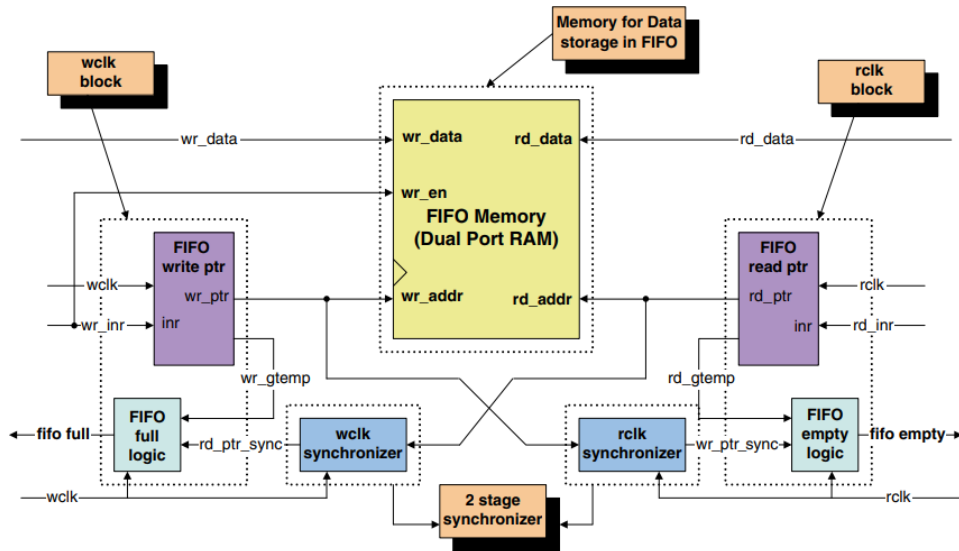 Memory for Data
storage in FIFO
wclk
block
rclk
block
wr_data
wr_data
rd_data
rd_data
wr_en
FIFO Memory
(Dual Port RAM)
FIFO
write ptr
FIFO
read ptr
wclk
wr_ptr
wr_addr
rd_addr
rd_ptr
rclk
wr_inr
inr
inr
rd_inr
wr_gtemp
rd_gtemp
fifo full
FIFO
full
logic
rd_ptr_sync
wclk
synchronizer
rclk
synchronizer
wr_ptr_sync
FIFO
empty
logic
fifo empty
wclk
2 stage
synchronizer
rclk